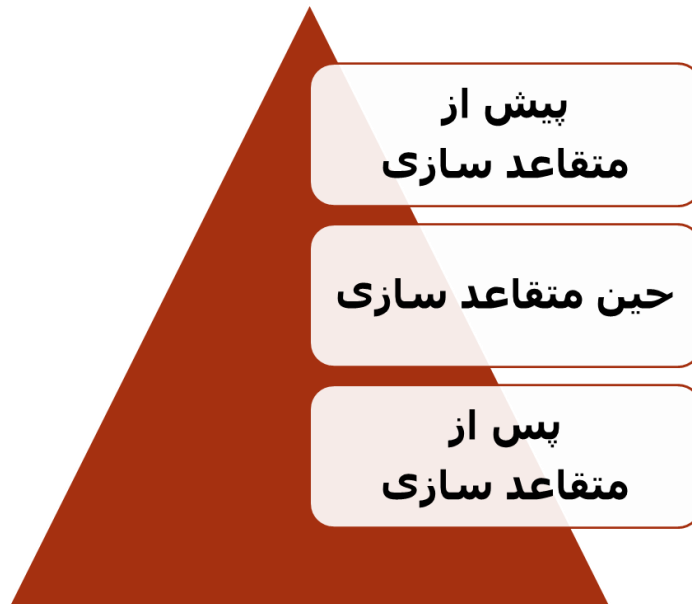 پیش از
متقاعد سازی
حین متقاعد سازی
پس از
متقاعد سازی